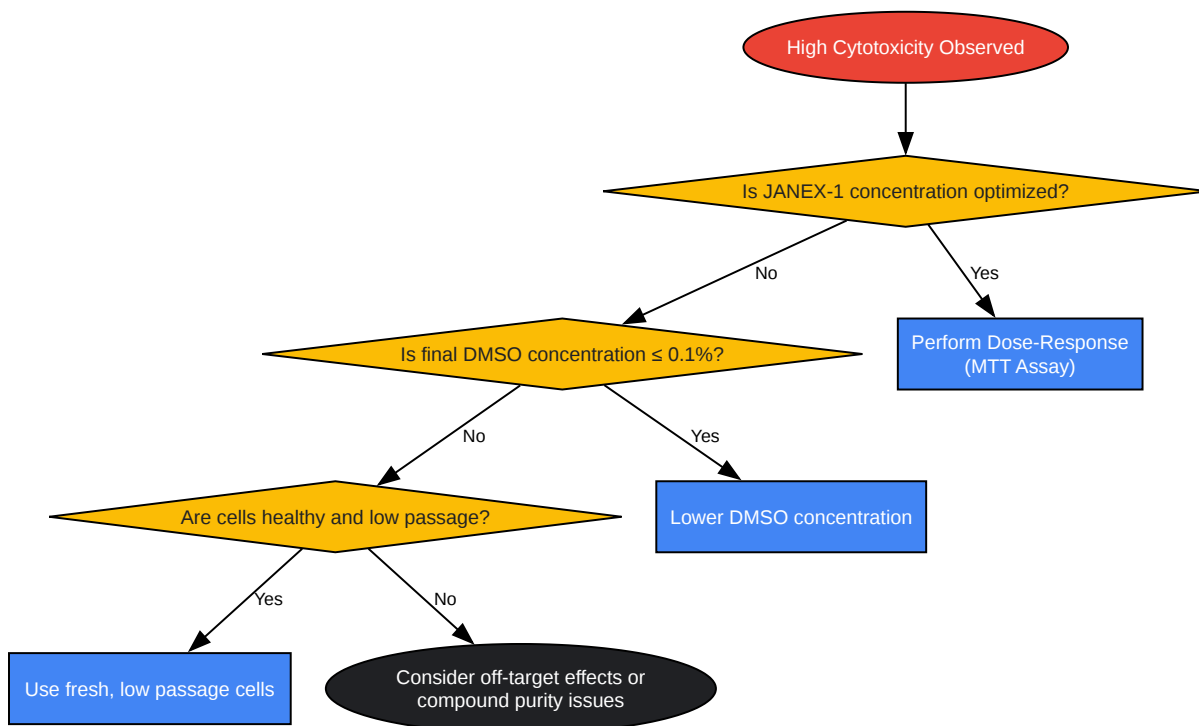 High Cytotoxicity Observed
Is JANEX-1 concentration optimized?
No
Yes
Is final DMSO concentration ≤ 0.1%?
Perform Dose-Response
(MTT Assay)
No
Yes
Are cells healthy and low passage?
Lower DMSO concentration
Yes
No
Use fresh, low passage cells
Consider off-target effects or
compound purity issues